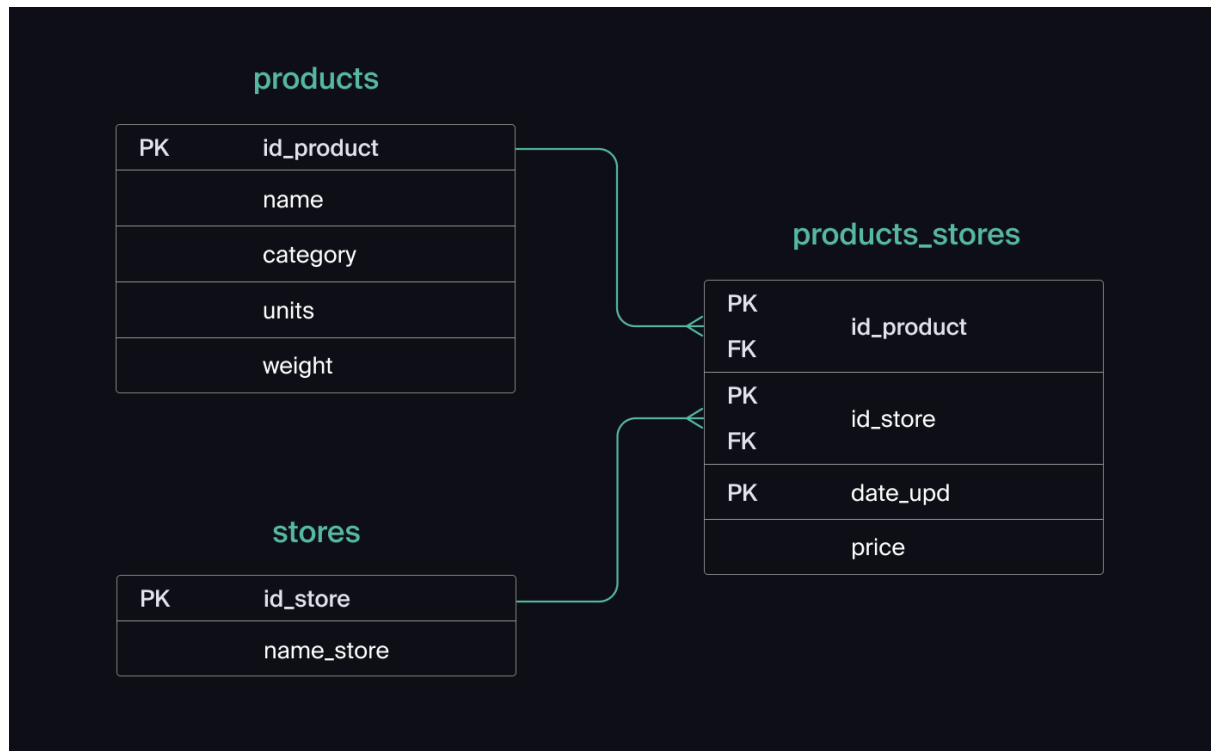 products
PK id_product
name
category
units
weight
products_stores
PK
id_product
FK
PK
id_store
FK
PK date_upd
price
stores
PK id_store
name_store